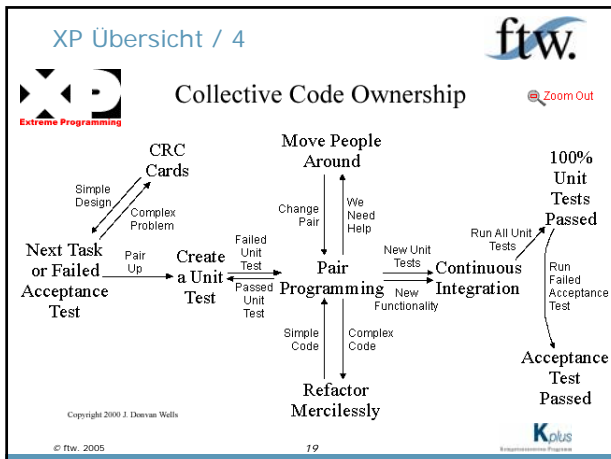 XP Übersicht / 4
ftw.
XP
Extreme Programming
Collective Code Ownership
Zoom Out
CRC
Cards
Move People
Around
100%
Unit
Tests
Passed
Simple
Design
Complex
Problem
Change
Pair
We
Need
Help
Run All Unit
Tests
Next Task
or Failed
Acceptance
Test
Pair
Up
Create
a Unit
Test
Failed
Unit
Test
Passed
Unit
Test
Pair
Programming
New Unit
Tests
New
Functionality
Continuous
Integration
Run
Failed
Acceptance
Test
Simple
Code
Complex
Code
Refactor
Mercilessly
Acceptance
Test
Passed
Copyright 2000 J. Donvan Wells
© ftw. 2005
19
Kplus
Kompetenzzentren Programm